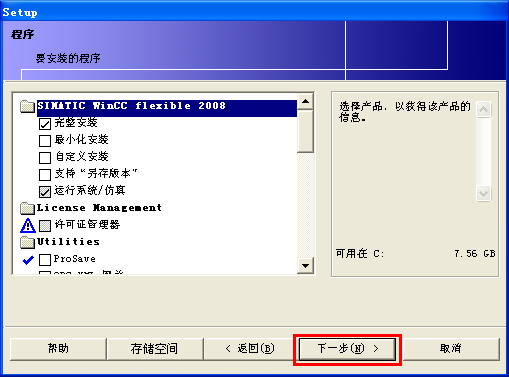 Setup
程序
要安装的程序
SIMATIC WinCC flexible 2008
完整安装
最小化安装
自定义安装
支持“另存版本”
运行系统/仿真
License Management
许可证管理器
Utilities
ProSave
选择产品，以获得该产品的
信息。
可用在 C: 7.56 GB
帮助
存储空间
< 返回(B)
下一步(N) >
取消